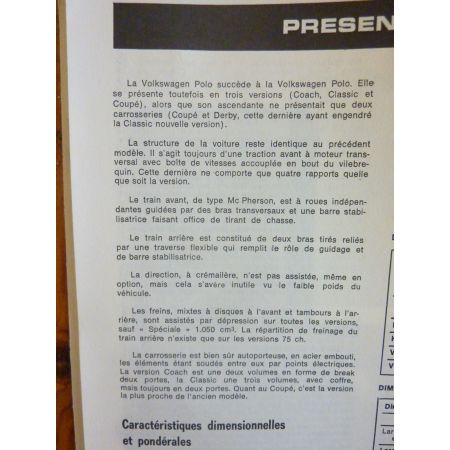 PRESEN
La Volkswagen Polo succède à la Volkswagen Polo. Elle
se présente toutefois en trois versions (Coach, Classic et
Coupé), alors que son ascendante ne présentait que deux
carrosseries (Coupé et Derby, cette dernière ayant engendré
la Classic nouvelle version).
La structure de la voiture reste identique au précédent
modèle. Il s'agit toujours d'une traction avant à moteur trans-
versal avec boîte de vitesses accouplée en bout du vilebre-
quin. Cette dernière ne comporte que quatre rapports quelle
que soit la version.
Le train avant, de type Mc Pherson, est à roues indépen-
dantes guidées par des bras transversaux et une barre stabi-
lisatrice faisant office de tirant de chasse.
Le train arrière est constitué de deux bras tirés reliés
par une traverse flexible qui remplit le rôle de guidage et
de barre stabilisatrice.
La direction, à crémaillère, n'est pas assistée, même en
option, mais cela s'avère inutile vu le faible poids du
véhicule.
Les freins, mixtes à disques à l'avant et tambours à l'ar-
rière, sont assistés par dépression sur toutes les versions,
sauf « Spéciale » 1.050 cm³. La répartition de freinage du
train arrière n'existe que sur les versions 75 ch.
La carrosserie est bien sûr autoporteuse, en acier embouti,
les éléments étant soudés entre eux par points électriques.
La version Coach est une deux volumes en forme de break
deux portes, la Classic une trois volumes, avec coffre,
mais toujours en deux portes. Quant au Coupé, c'est la version
la plus proche de l'ancien modèle.
Caractéristiques dimensionnelles
et pondérales
DIM